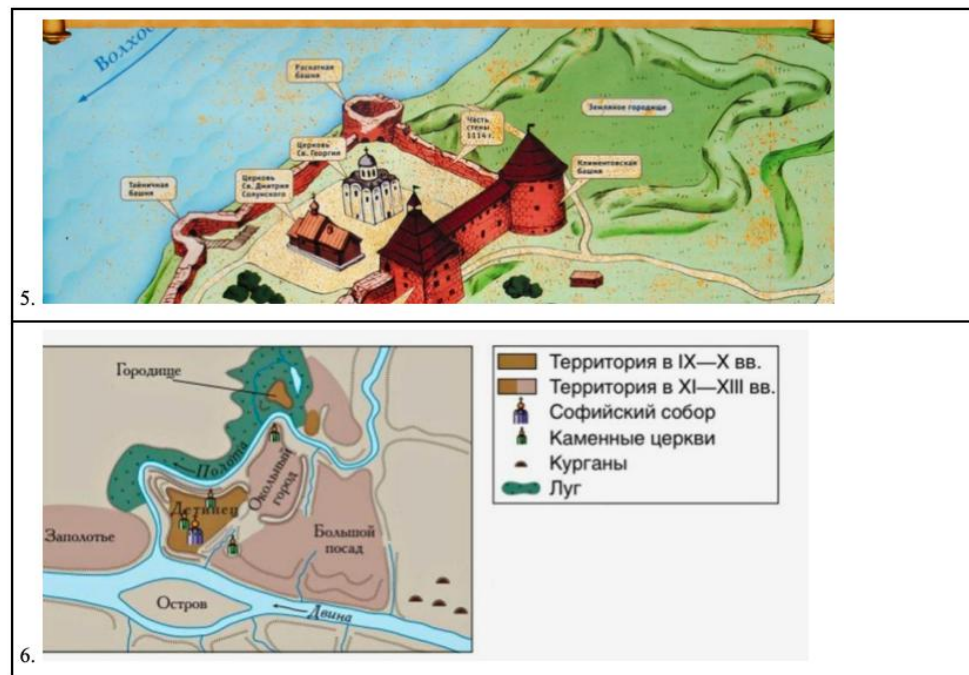 Волхов
Раскатная
башня
Земляное городище
Часть
стены
1114 г.
Церковь
Св. Георгия
Климентовская
башня
Церковь
Св. Дмитрия
Солунского
Тайничная
башня
5.
Городище
Полота
Окольный
город
Детинец
Заполотье
Большой
посад
Остров
Двина
Территория в IX—X вв.
Территория в XI—XIII вв.
Софийский собор
Каменные церкви
Курганы
Луг
6.